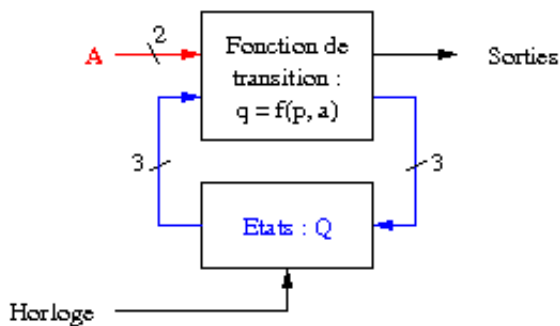 2
A
Fonction de
transition :
q = f(p, a)
Sorties
3
3
Etats : Q
Horloge